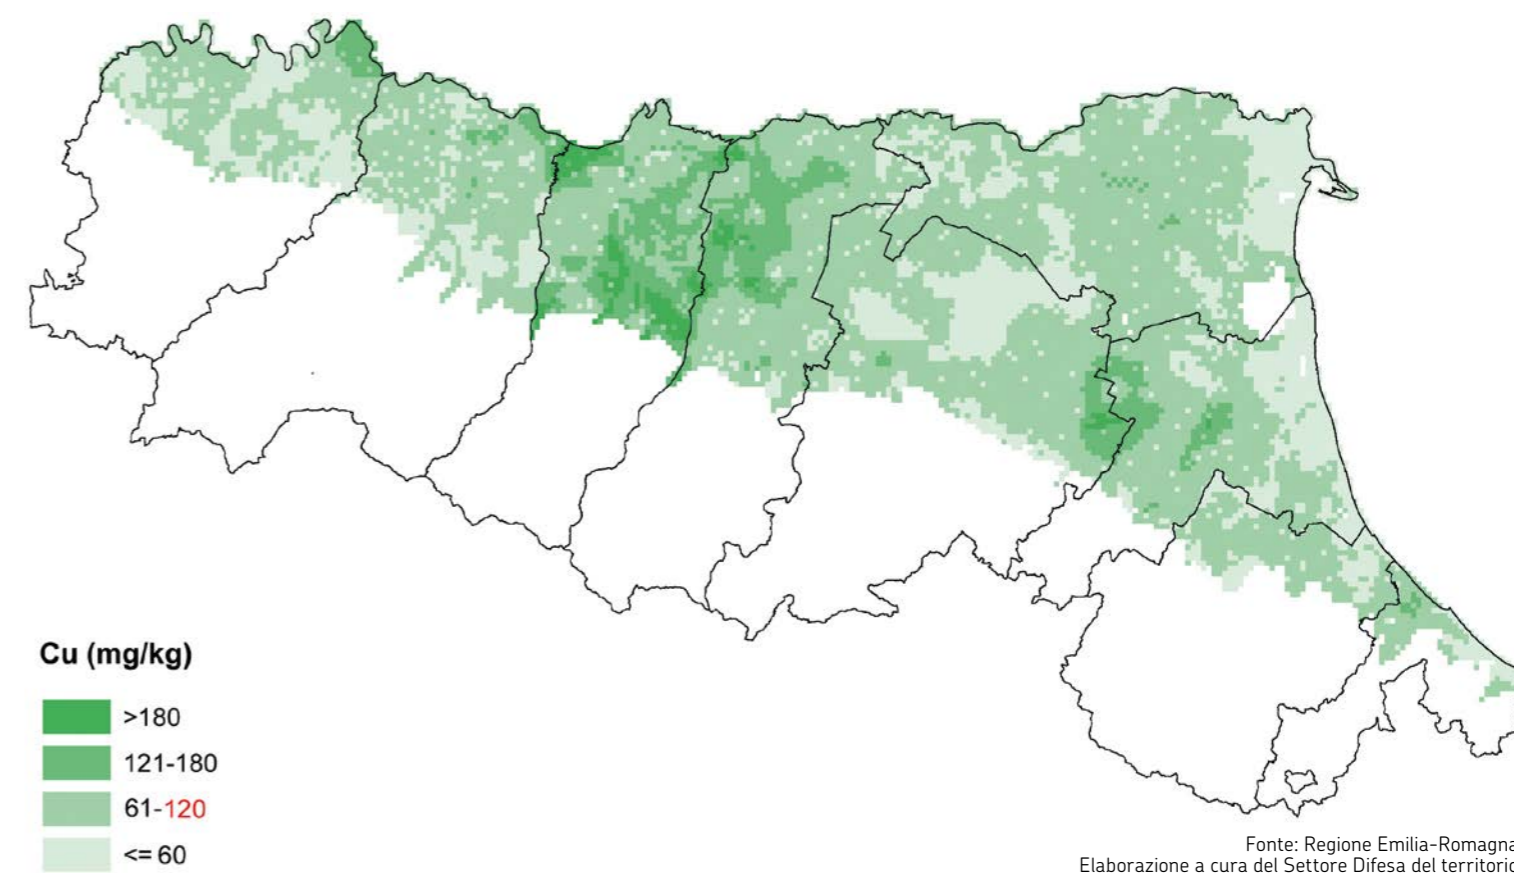 Cu (mg/kg)
>180
121-180
61-120
<= 60
Fonte: Regione Emilia-Romagna
Elaborazione a cura del Settore Difesa del territorio